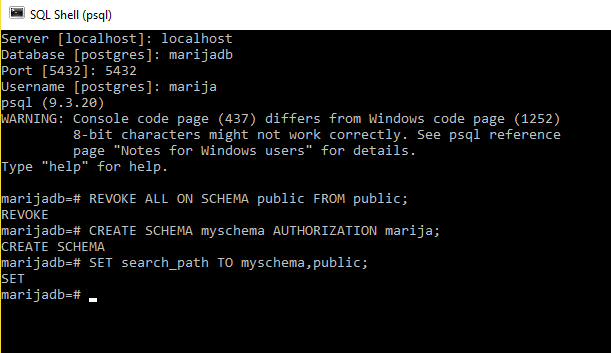 SQL Shell (psql)
Server [localhost]: localhost
Database [postgres]: marijadb
Port [5432]: 5432
Username [postgres]: marija
psql (9.3.20)
WARNING: Console code page (437) differs from Windows code page (1252)
         8-bit characters might not work correctly. See psql reference
         page "Notes for Windows users" for details.
Type "help" for help.
marijadb=# REVOKE ALL ON SCHEMA public FROM public;
REVOKE
marijadb=# CREATE SCHEMA myschema AUTHORIZATION marija;
CREATE SCHEMA
marijadb=# SET search_path TO myschema,public;
SET
marijadb=#